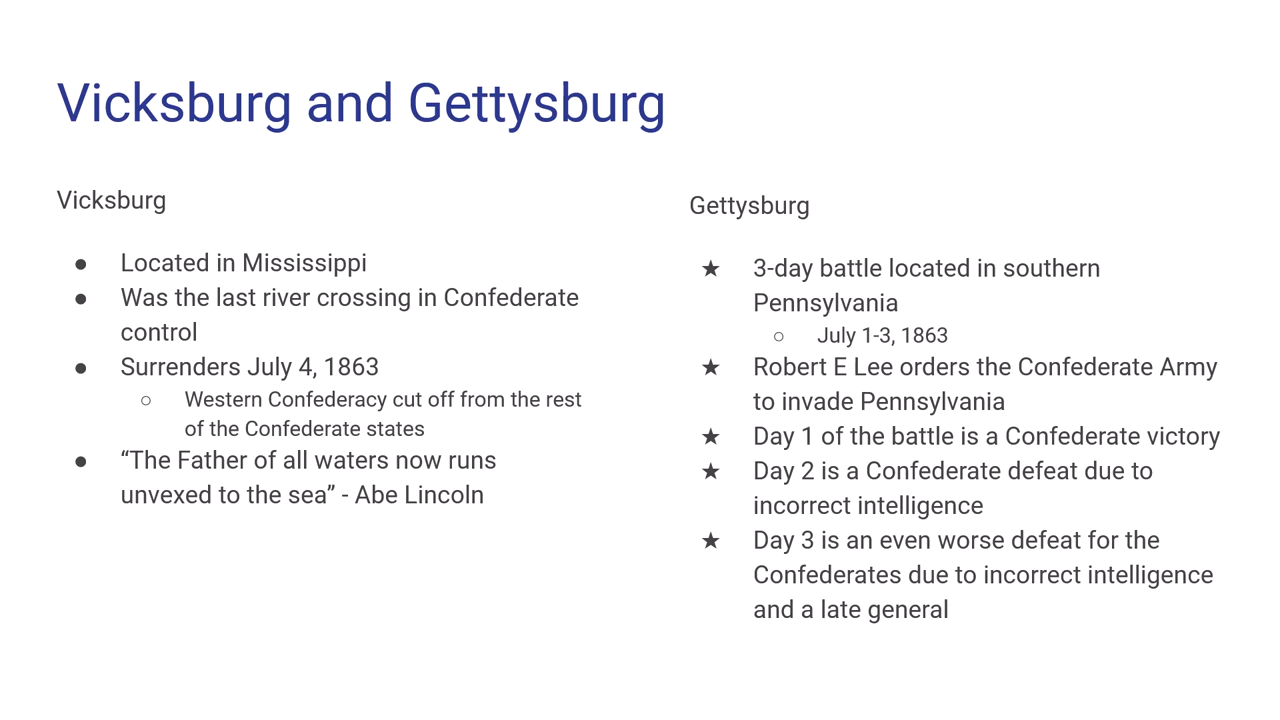 Vicksburg and Gettysburg
Vicksburg
● Located in Mississippi
● Was the last river crossing in Confederate
control
● Surrenders July 4, 1863
○ Western Confederacy cut off from the rest
of the Confederate states
● “The Father of all waters now runs
unvexed to the sea” - Abe Lincoln
Gettysburg
★ 3-day battle located in southern
Pennsylvania
○ July 1-3, 1863
★ Robert E Lee orders the Confederate Army
to invade Pennsylvania
★ Day 1 of the battle is a Confederate victory
★ Day 2 is a Confederate defeat due to
incorrect intelligence
★ Day 3 is an even worse defeat for the
Confederates due to incorrect intelligence
and a late general